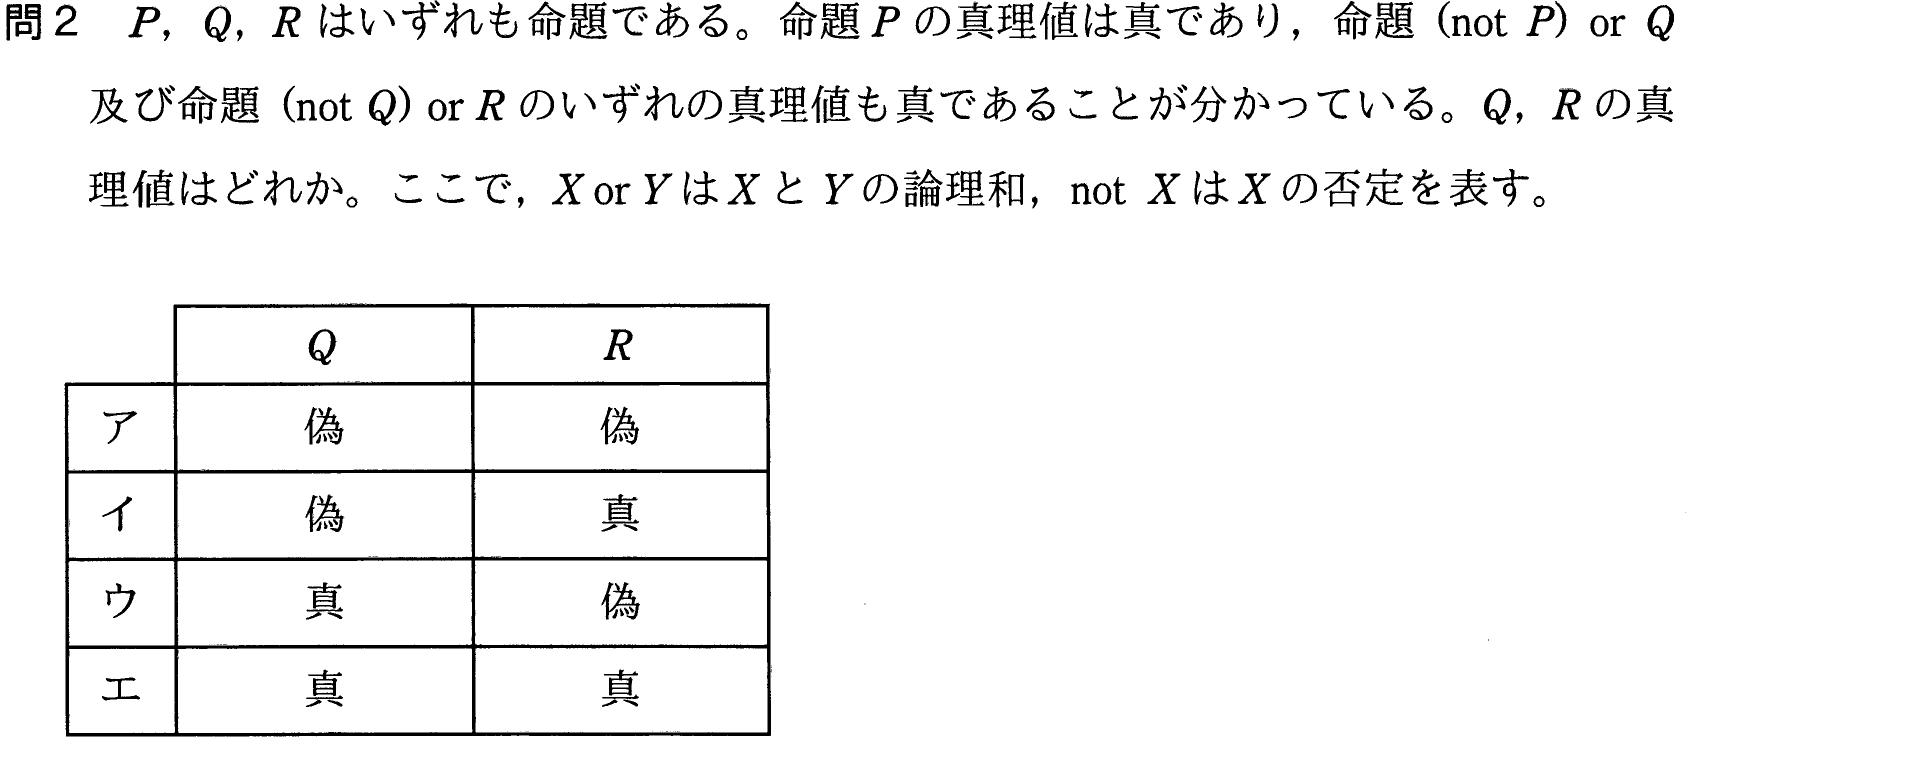 問2 P, Q, R はいずれも命題である。命題 P の真理値は真であり, 命題 (not P) or Q
及び命題 (not Q) or R のいずれの真理値も真であることが分かっている。Q, R の真
理値はどれか。ここで, X or Y は X と Y の論理和, not X は X の否定を表す。
Q R
ア 偽 偽
イ 偽 真
ウ 真 偽
エ 真 真